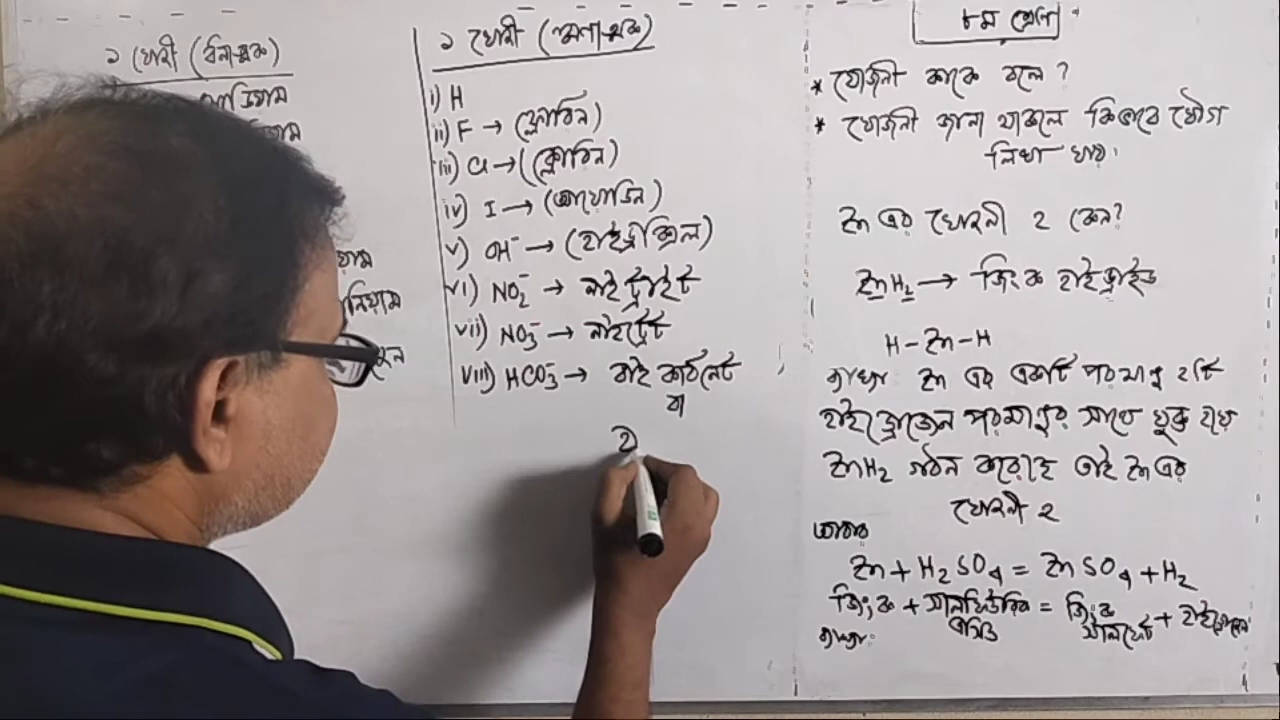 ১ যোজী (ধনাত্মক)
১ যোজী (ঋণাত্মক)
i) H
ii) F → (ফ্লোরিন)
iii) Cl → (ক্লোরিন)
iv) I → (আয়োডিন)
v) OH⁻ → (হাইড্রক্সিল)
vi) NO₂⁻ → নাইট্রাইট
vii) NO₃⁻ → নাইট্রেট
viii) HCO₃⁻ → বাই কার্বনেট
বা
৮ম শ্রেণি
* যোজনী কাকে বলে ?
* যোজনী জানা থাকলে কিভাবে যৌগ
লিখা যায়।
Zn এর যোজনী 2 কেন?
ZnH₂ → জিংক হাইড্রাইড
H – Zn – H
ব্যাখ্যা Zn এর একটি পরমাণু ২টি
হাইড্রোজেন পরমাণুর সাথে যুক্ত হয়ে
ZnH₂ গঠন করেছে তাই Zn এর
যোজনী ২
আবার
Zn + H₂SO₄ = ZnSO₄ + H₂
জিংক + সালফিউরিক এসিড = জিংক সালফেট + হাইড্রোজেন
ব্যাখ্যা: